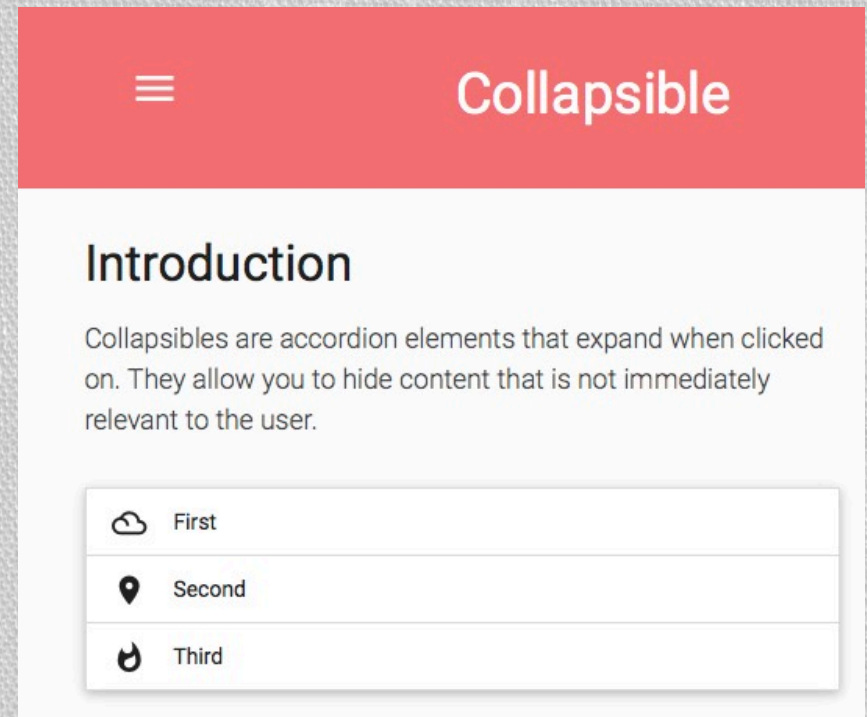 Collapsible
Introduction
Collapsibles are accordion elements that expand when clicked
on. They allow you to hide content that is not immediately
relevant to the user.
First
Second
Third